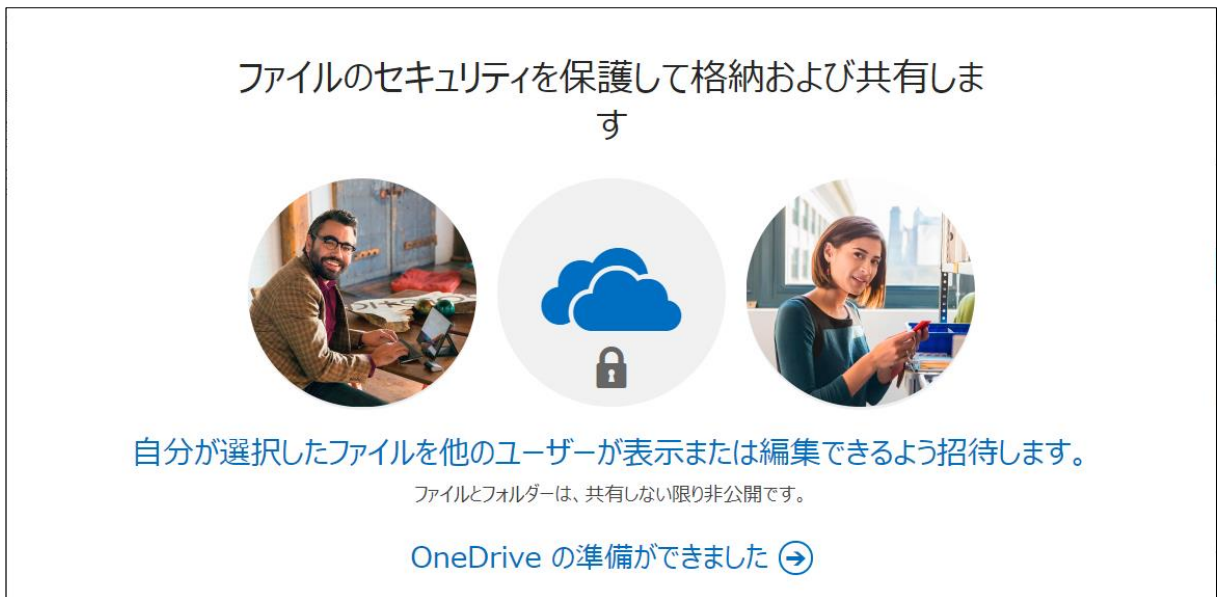 ファイルのセキュリティを保護して格納および共有しま
す
自分が選択したファイルを他のユーザーが表示または編集できるよう招待します。
ファイルとフォルダーは、共有しない限り非公開です。
OneDrive の準備ができました